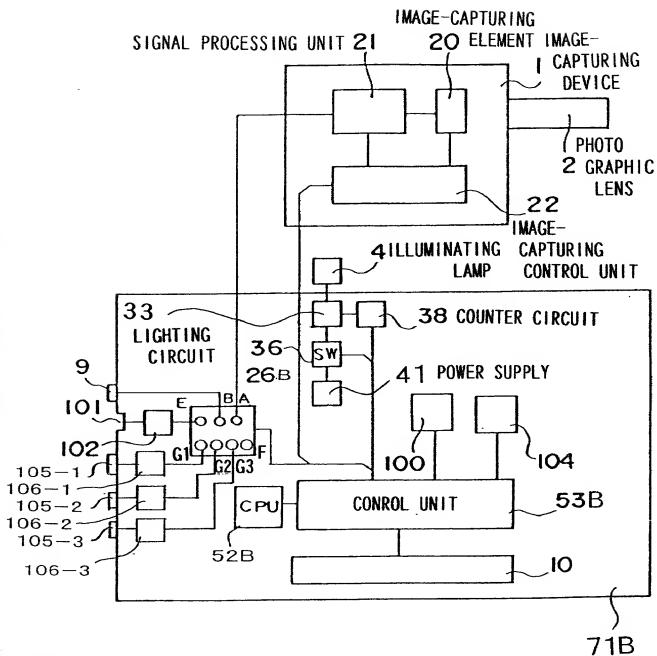 IMAGE-CAPTURING
SIGNAL PROCESSING UNIT 21 20 ELEMENT IMAGE-
1 CAPTURING
DEVICE
PHOTO
2 GRAPHIC
LENS
22
IMAGE-
4 ILLUMINATING CAPTURING
LAMP CONTROL UNIT
33
38 COUNTER CIRCUIT
LIGHTING
CIRCUIT
36 SW
26B
41 POWER SUPPLY
9
101
E B A
102
100
104
G1 G2 G3 F
105-1
106-1
105-2
106-2
105-3
106-3
CPU
52B
CONROL UNIT
53B
10
71B